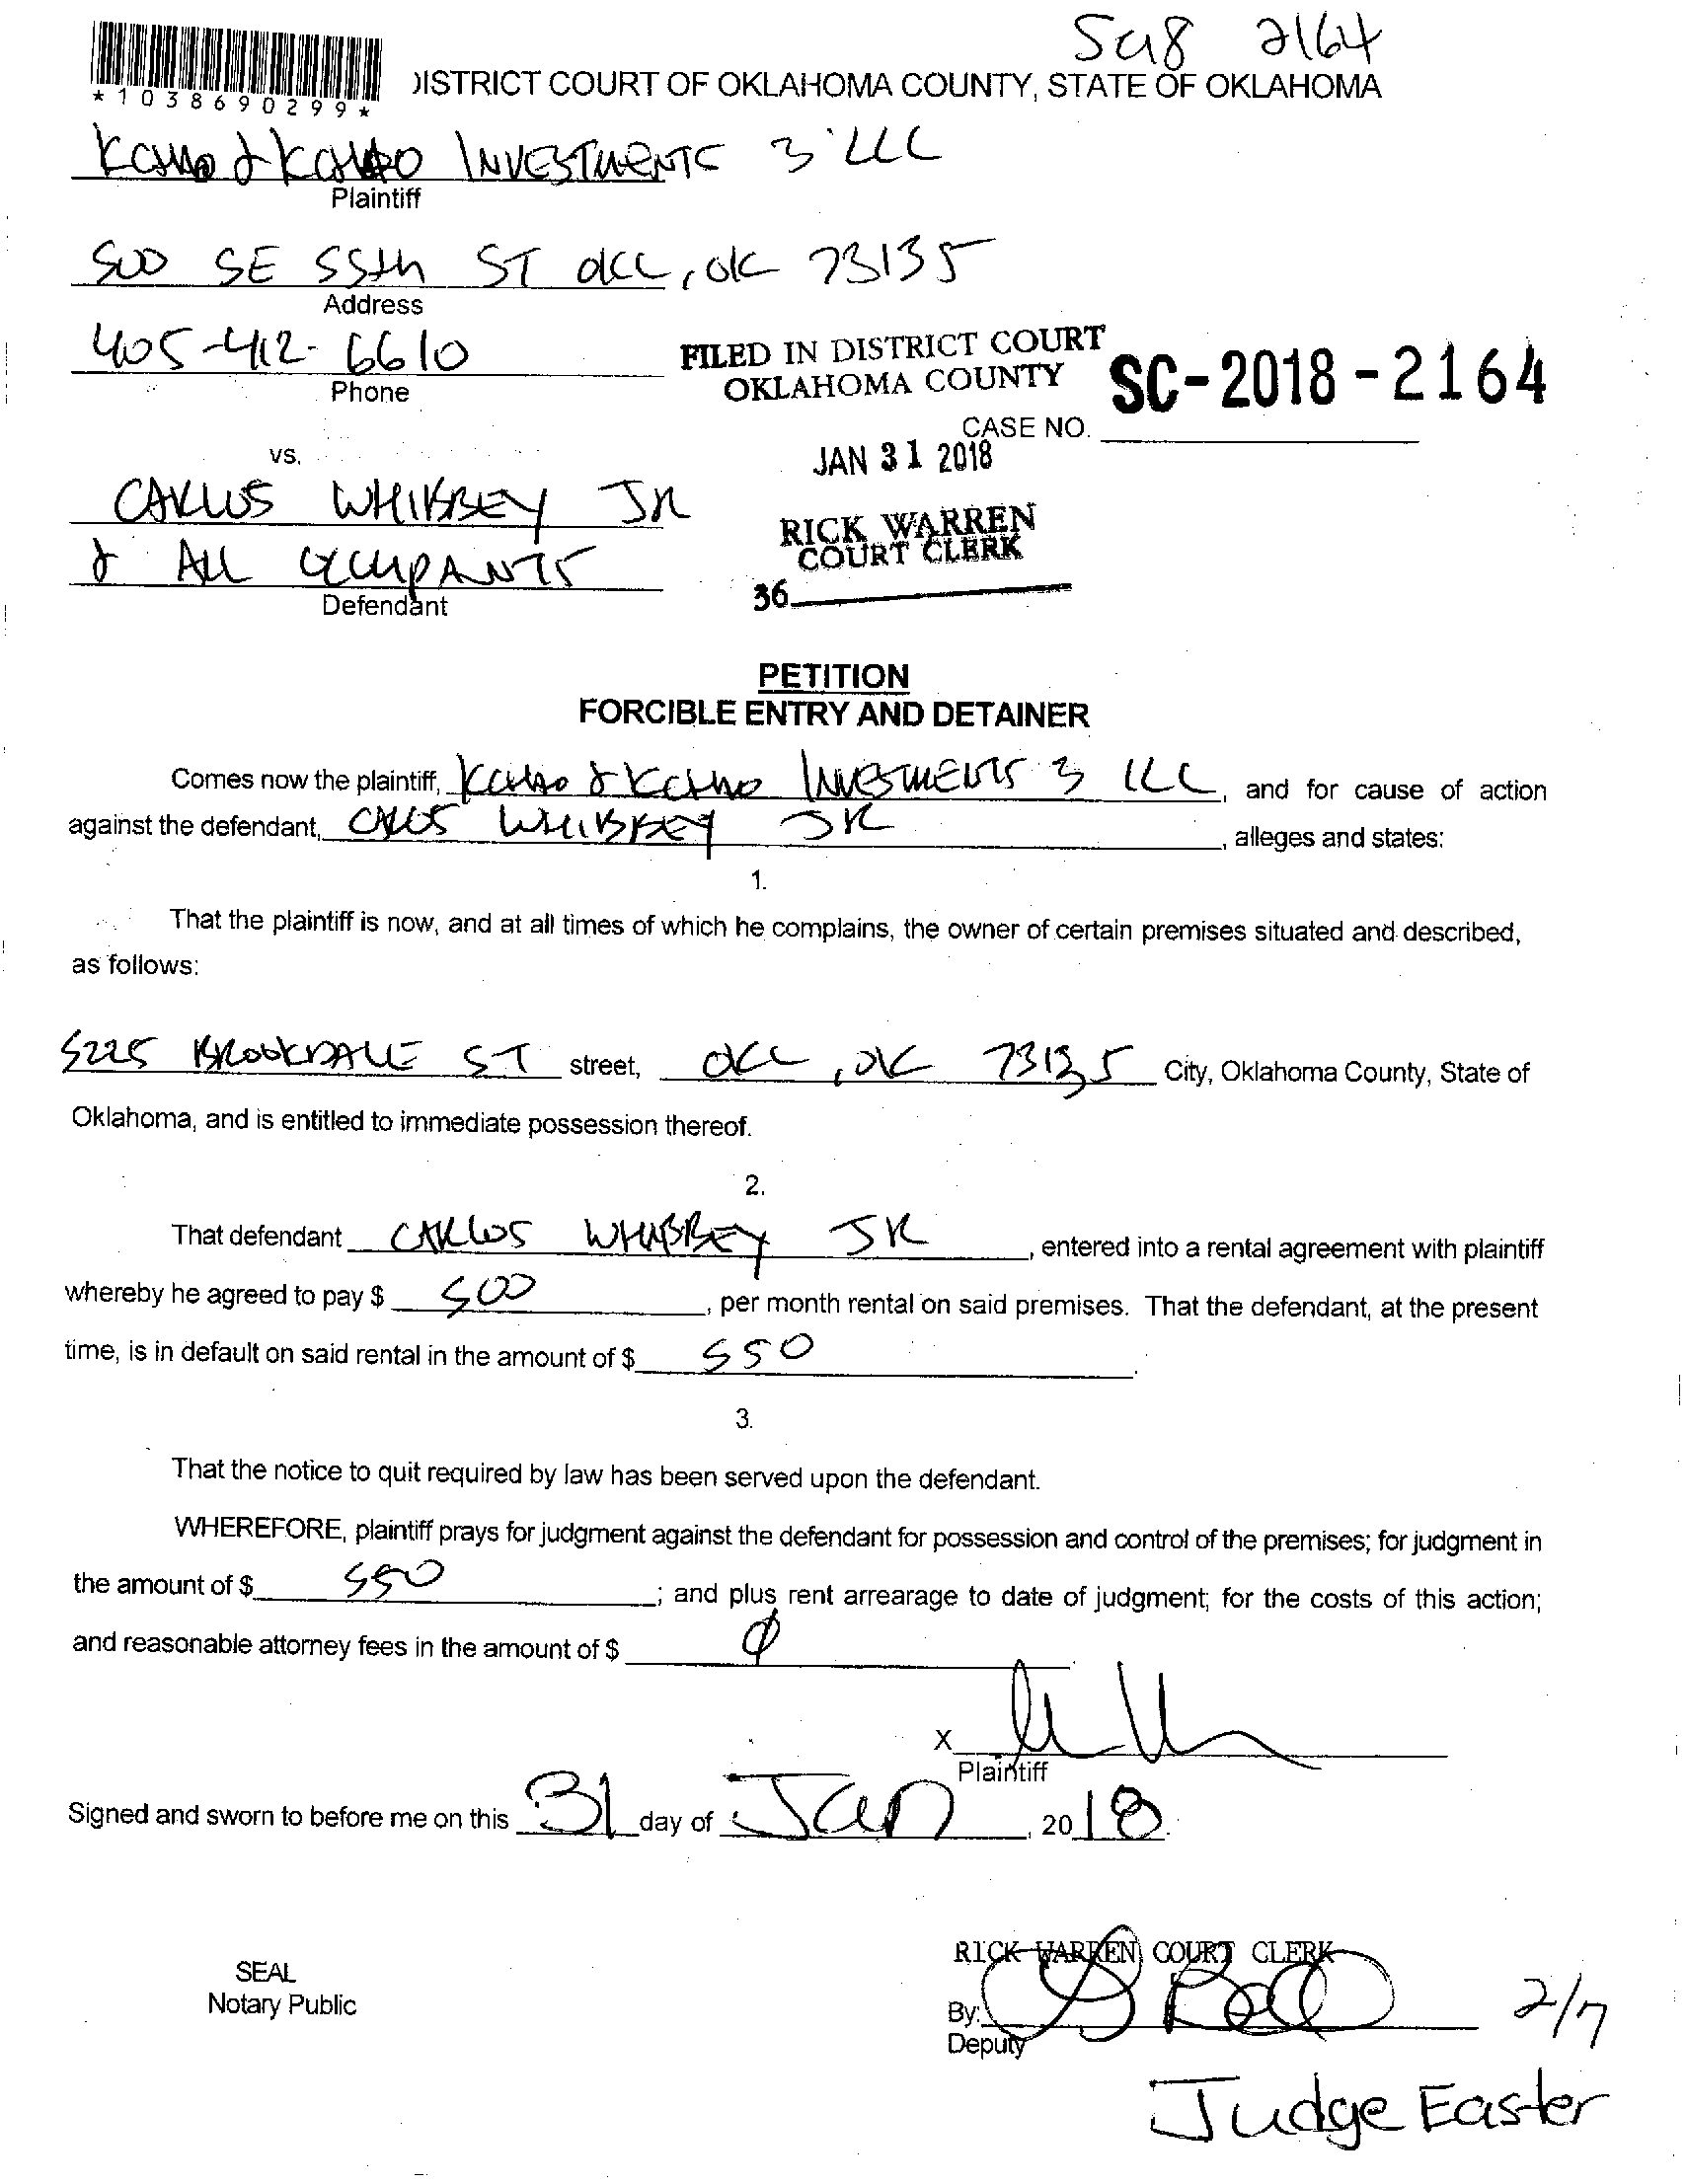 2164
*1038690299*
DISTRICT COURT OF OKLAHOMA COUNTY, STATE OF OKLAHOMA
INVESTMENTS 3 LLC
Plaintiff
SE 55th ST OKC, OK 73135
Address
405-412-6610
Phone
FILED IN DISTRICT COURT
OKLAHOMA COUNTY
SC-2018-2164
CASE NO.
JAN 31 2018
vs.
CARLOS WHIBBEY JR
RICK WARREN
COURT CLERK
& ALL OCCUPANTS
36
Defendant
PETITION
FORCIBLE ENTRY AND DETAINER
Comes now the plaintiff, INVESTMENTS 3 LLC, and for cause of action
against the defendant, CARLOS WHIBBEY JR, alleges and states:
1.
That the plaintiff is now, and at all times of which he complains, the owner of certain premises situated and described,
as follows:
5225 BROOKDALE ST street, OKC, OK 73135 City, Oklahoma County, State of
Oklahoma, and is entitled to immediate possession thereof.
2.
That defendant CARLOS WHIBBEY JR, entered into a rental agreement with plaintiff
whereby he agreed to pay $ 500, per month rental on said premises. That the defendant, at the present
time, is in default on said rental in the amount of $ 550.
3.
That the notice to quit required by law has been served upon the defendant.
WHEREFORE, plaintiff prays for judgment against the defendant for possession and control of the premises; for judgment in
the amount of $ 550; and plus rent arrearage to date of judgment; for the costs of this action;
and reasonable attorney fees in the amount of $ Ø
X
Plaintiff
Signed and sworn to before me on this 31 day of Jan, 2018.
RICK WARREN COURT CLERK
SEAL
Notary Public
By:
2/7
Deputy
Judge Easter